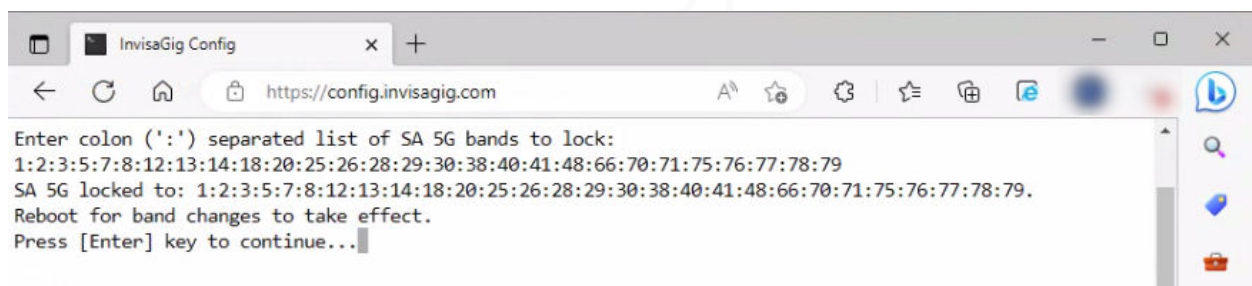 InvisaGig Config
https://config.invisagig.com
Enter colon (':') separated list of SA 5G bands to lock:
1:2:3:5:7:8:12:13:14:18:20:25:26:28:29:30:38:40:41:48:66:70:71:75:76:77:78:79
SA 5G locked to: 1:2:3:5:7:8:12:13:14:18:20:25:26:28:29:30:38:40:41:48:66:70:71:75:76:77:78:79.
Reboot for band changes to take effect.
Press [Enter] key to continue...